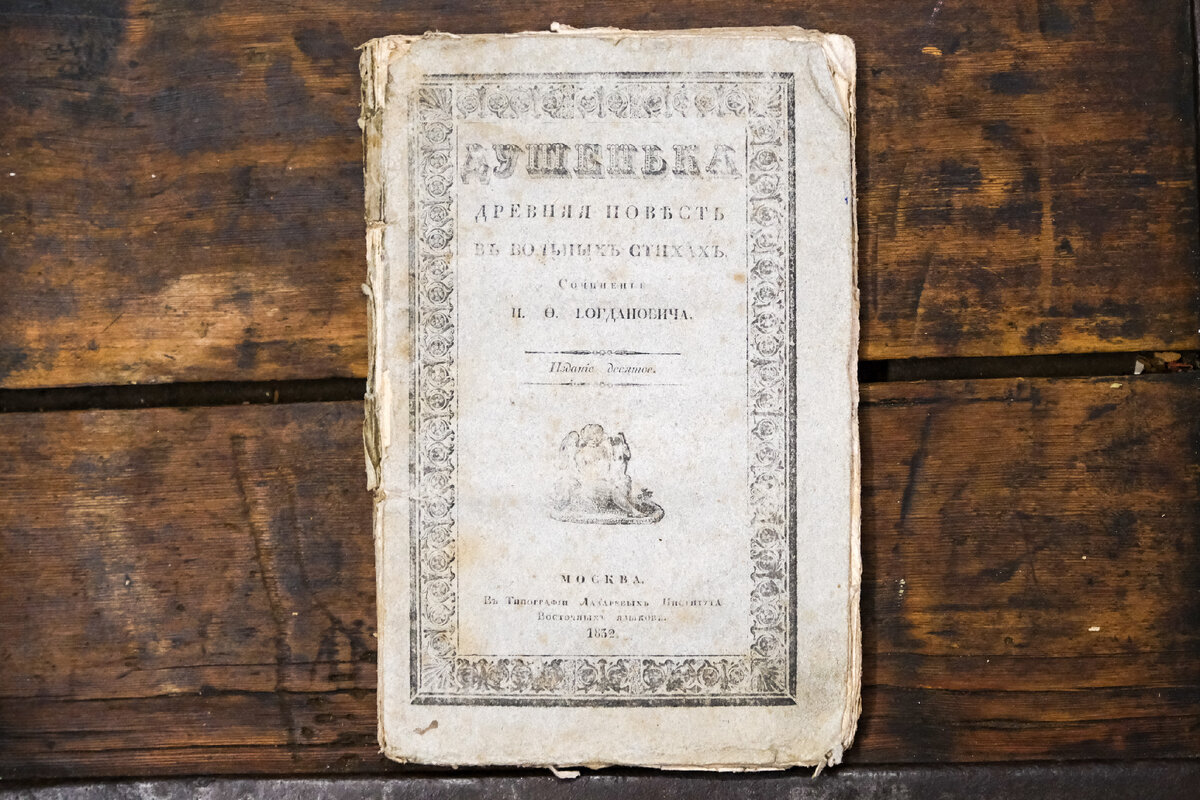 ДУШЕНЬКА
ДРЕВНЯЯ ПОВѢСТЬ
ВЪ ВОЛЬНЫХЪ СТИХАХЪ.
Сочиненіе
И. Ѳ. БОГДАНОВИЧА.
Изданіе десятое.
МОСКВА.
Въ Типографіи Лазаревыхъ Института
Восточныхъ языковъ.
1832.